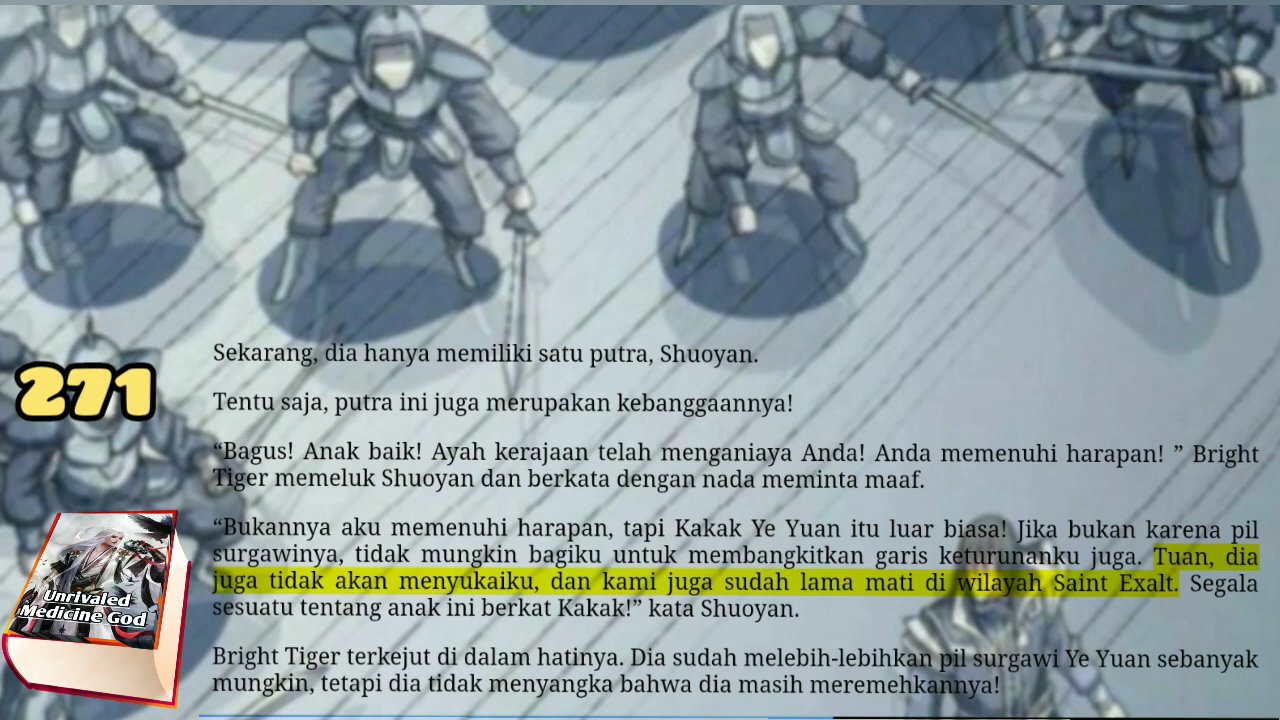 Sekarang, dia hanya memiliki satu putra, Shuoyan.
Tentu saja, putra ini juga merupakan kebanggaannya!
271
“Bagus! Anak baik! Ayah kerajaan telah menganiaya Anda! Anda memenuhi harapan! ” Bright
Tiger memeluk Shuoyan dan berkata dengan nada meminta maaf.
“Bukannya aku memenuhi harapan, tapi Kakak Ye Yuan itu luar biasa! Jika bukan karena pil
surgawinya, tidak mungkin bagiku untuk membangkitkan garis keturunanku juga. Tuan, dia
juga tidak akan menyukaiku, dan kami juga sudah lama mati di wilayah Saint Exalt. Segala
sesuatu tentang anak ini berkat Kakak!” kata Shuoyan.
Unrivaled
Medicine God
Bright Tiger terkejut di dalam hatinya. Dia sudah melebih-lebihkan pil surgawi Ye Yuan sebanyak
mungkin, tetapi dia tidak menyangka bahwa dia masih meremehkannya!